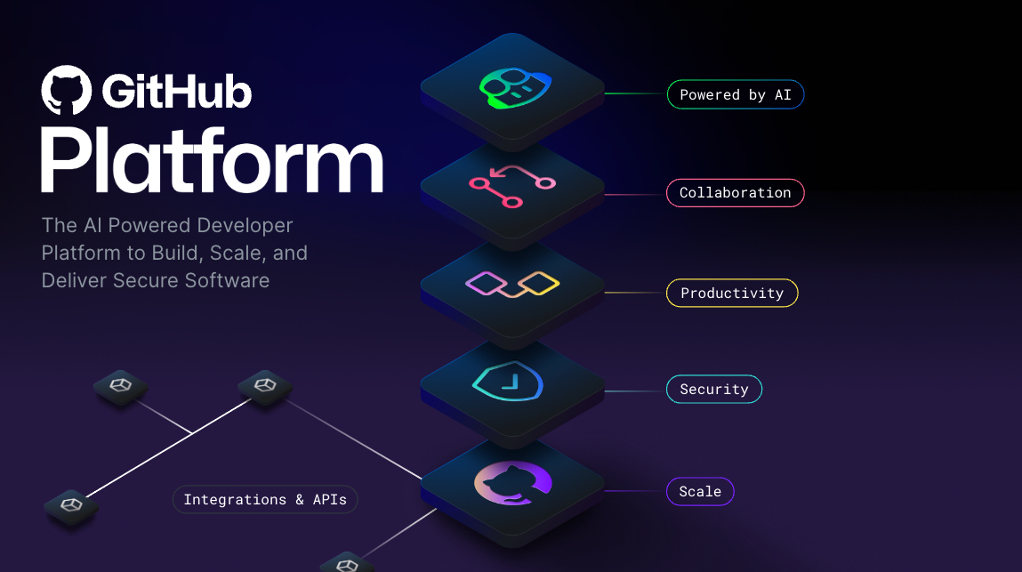 GitHub
Platform
The AI Powered Developer
Platform to Build, Scale, and
Deliver Secure Software
Powered by AI
Collaboration
Productivity
Security
Scale
Integrations & APIs